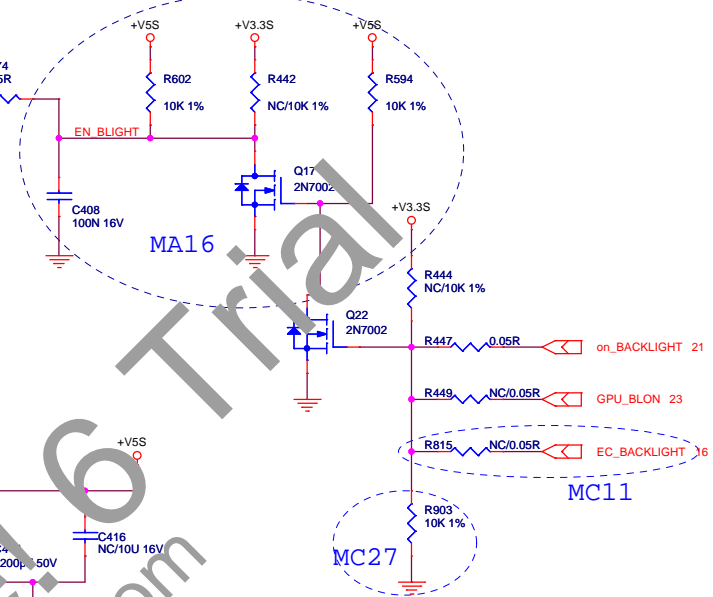 +V5S
+V3.3S
+V5S
R602
10K 1%
R442
NC/10K 1%
R594
10K 1%
EN_BLIGHT
Q17
2N7002
C408
100N 16V
MA16
+V3.3S
R444
NC/10K 1%
Q22
2N7002
R447
0.05R
on_BACKLIGHT 21
R449
NC/0.05R
GPU_BLON 23
R815
NC/0.05R
EC_BACKLIGHT 16
MC11
+V5S
R903
10K 1%
MC27
C416
NC/10U 16V
50V
Trial